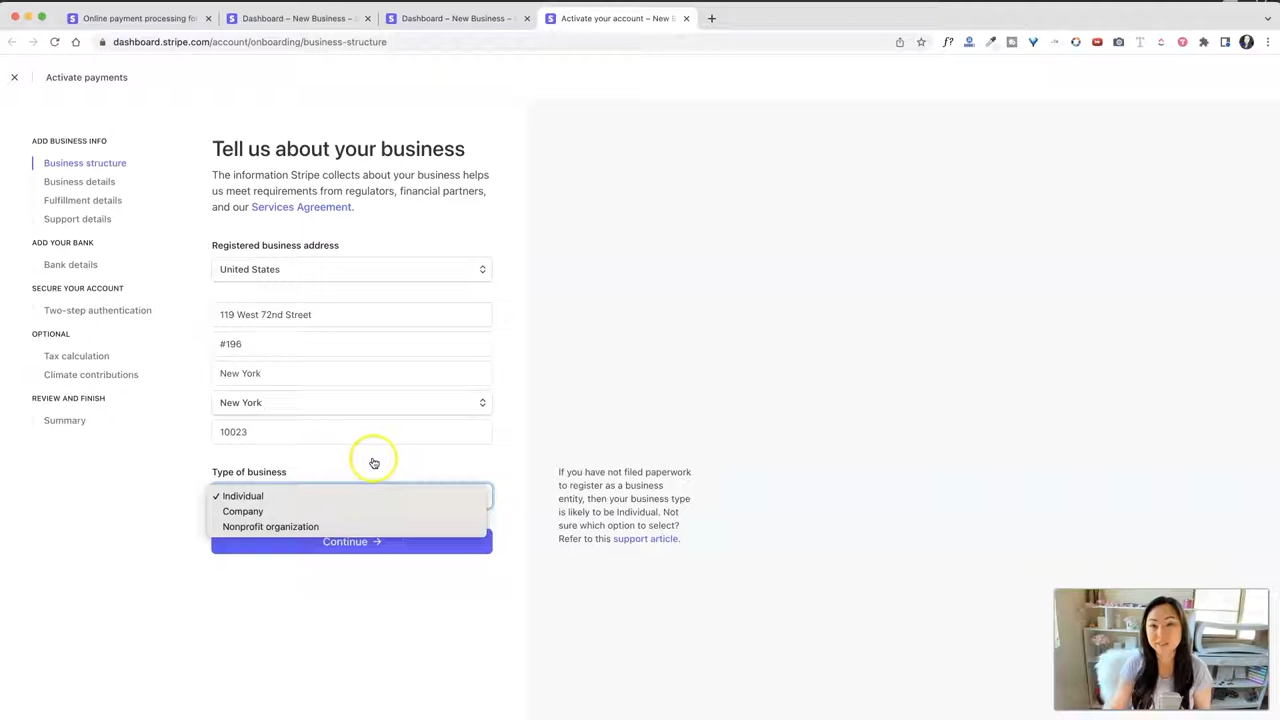 Online payment processing fo
Dashboard – New Business – S
Dashboard – New Business – S
Activate your account – New B
dashboard.stripe.com/account/onboarding/business-structure
Activate payments
ADD BUSINESS INFO
Business structure
Business details
Fulfillment details
Support details
ADD YOUR BANK
Bank details
SECURE YOUR ACCOUNT
Two-step authentication
OPTIONAL
Tax calculation
Climate contributions
REVIEW AND FINISH
Summary
Tell us about your business
The information Stripe collects about your business helps
us meet requirements from regulators, financial partners,
and our Services Agreement.
Registered business address
United States
119 West 72nd Street
#196
New York
New York
10023
Type of business
✓ Individual
Company
Nonprofit organization
Continue →
If you have not filed paperwork
to register as a business
entity, then your business type
is likely to be Individual. Not
sure which option to select?
Refer to this support article.